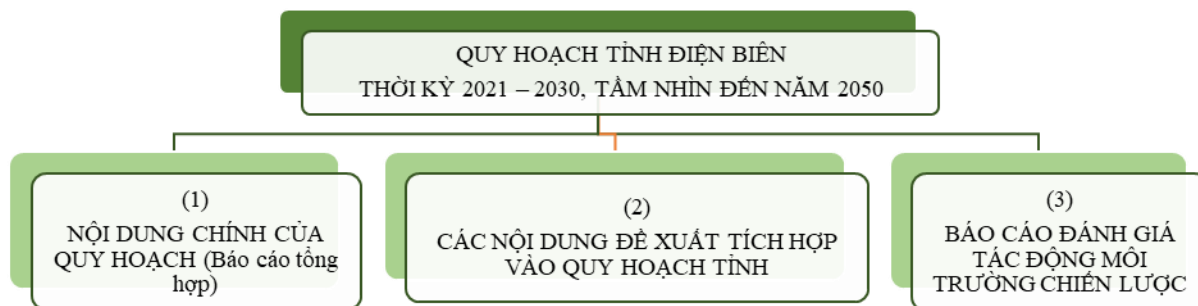 QUY HOẠCH TỈNH ĐIỆN BIÊN
THỜI KỲ 2021 – 2030, TẦM NHÌN ĐẾN NĂM 2050
(1)
NỘI DUNG CHÍNH CỦA
QUY HOẠCH (Báo cáo tổng
hợp)
(2)
CÁC NỘI DUNG ĐỀ XUẤT TÍCH HỢP
VÀO QUY HOẠCH TỈNH
(3)
BÁO CÁO ĐÁNH GIÁ
TÁC ĐỘNG MÔI
TRƯỜNG CHIẾN LƯỢC